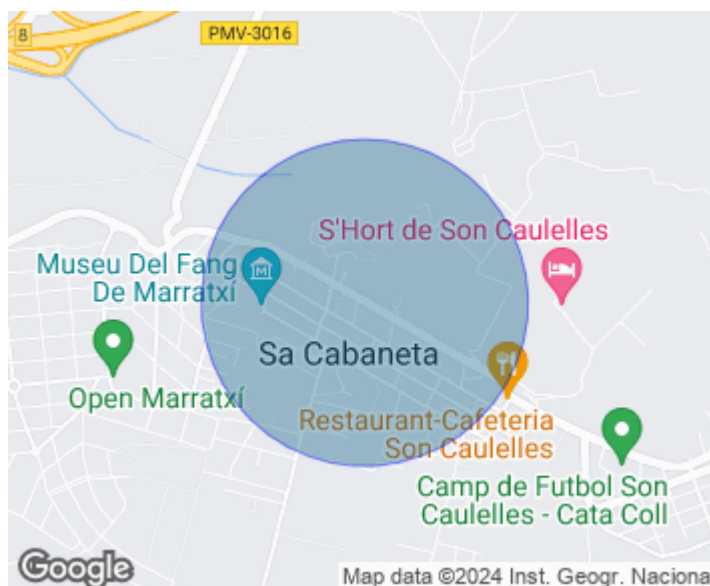 8
PMV-3016
S'Hort de Son Caulelles
Museu Del Fang
De Marratxí
M
Sa Cabaneta
Open Marratxí
Restaurant-Cafeteria
Son Caulelles
Camp de Futbol Son
Caulelles - Cata Coll
Google
Map data ©2024 Inst. Geogr. Naciona